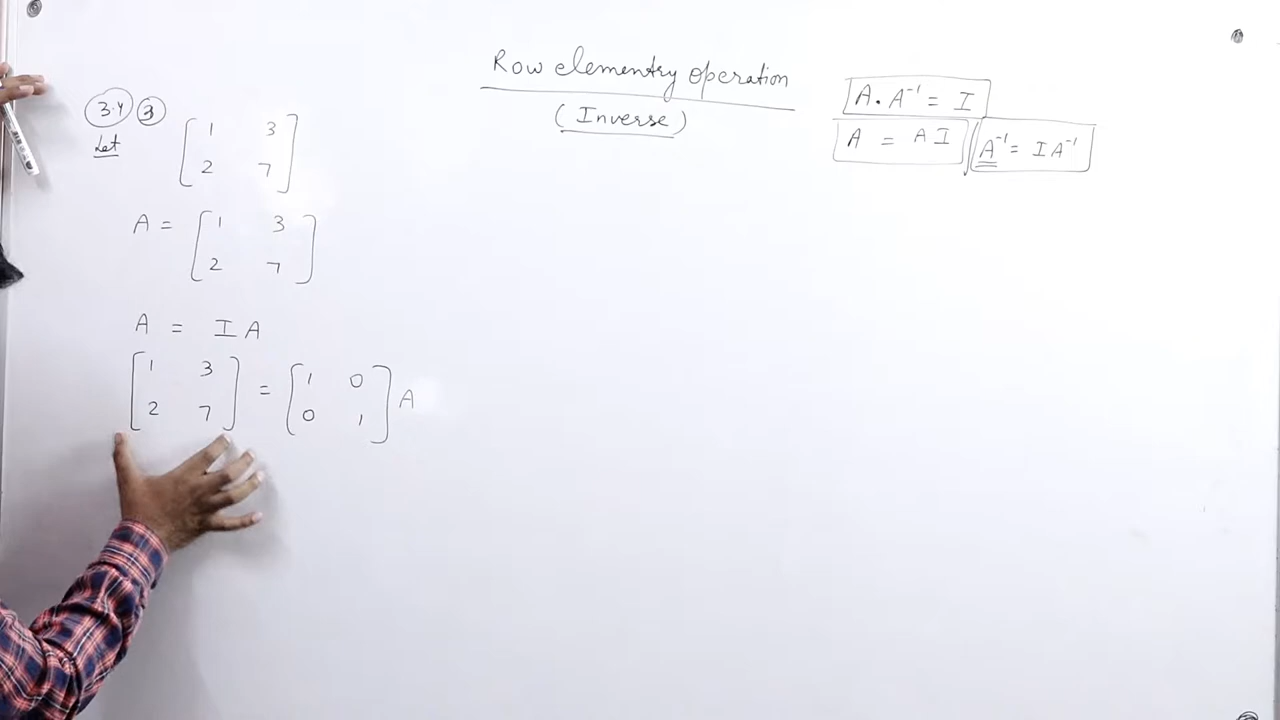 Row elementry operation
(Inverse)
A . A⁻¹ = I
A = A I
A⁻¹ = I A⁻¹
3.4 3
Let
[1 3
2 7]
A = [1 3
2 7]
A = I A
[1 3
2 7] = [1 0
0 1] A